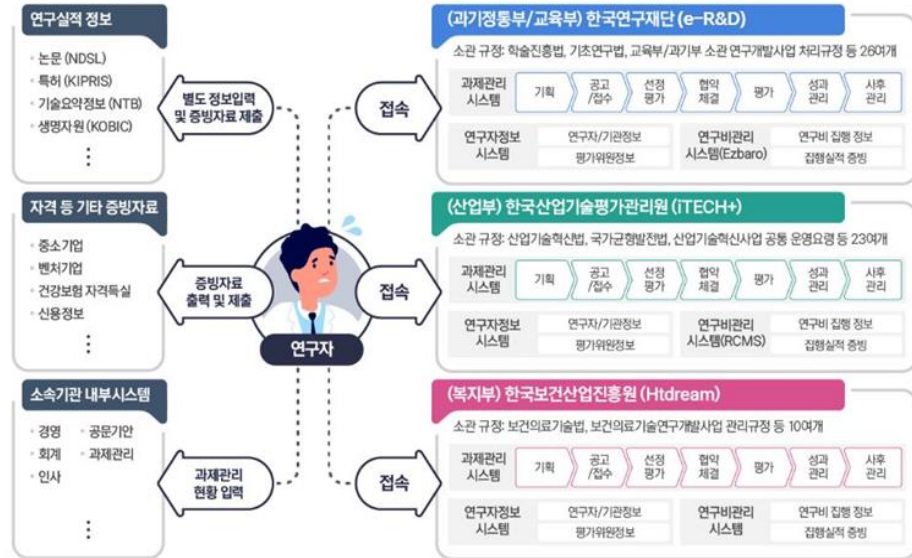 연구실적 정보
• 논문 (NDSL)
• 특허 (KIPRIS)
• 기술요약정보 (NTB)
• 생명자원 (KOBIC)
⋮
별도 정보입력
및 증빙자료 제출
자격 등 기타 증빙자료
• 중소기업
• 벤처기업
• 건강보험 자격득실
• 신용정보
⋮
증빙자료
출력 및 제출
소속기관 내부시스템
• 경영 • 공문기안
• 회계 • 과제관리
• 인사
⋮
과제관리
현황 입력
연구자
접속
(과기정통부/교육부) 한국연구재단 (e-R&D)
소관 규정: 학술진흥법, 기초연구법, 교육부/과기부 소관 연구개발사업 처리규정 등 26여개
과제관리
시스템
기획
공고
/접수
선정
평가
협약
체결
평가
성과
관리
사후
관리
연구자정보
시스템
연구자/기관정보
평가위원정보
연구비관리
시스템(Ezbaro)
연구비 집행 정보
집행실적 증빙
접속
(산업부) 한국산업기술평가관리원 (iTECH+)
소관 규정: 산업기술혁신법, 국가균형발전법, 산업기술혁신사업 공통 운영요령 등 23여개
과제관리
시스템
기획
공고
/접수
선정
평가
협약
체결
평가
성과
관리
사후
관리
연구자정보
시스템
연구자/기관정보
평가위원정보
연구비관리
시스템(RCMS)
연구비 집행 정보
집행실적 증빙
접속
(복지부) 한국보건산업진흥원 (Htdream)
소관 규정: 보건의료기술법, 보건의료기술연구개발사업 관리규정 등 10여개
과제관리
시스템
기획
공고
/접수
선정
평가
협약
체결
평가
성과
관리
사후
관리
연구자정보
시스템
연구자/기관정보
평가위원정보
연구비관리
시스템
연구비 집행 정보
집행실적 증빙